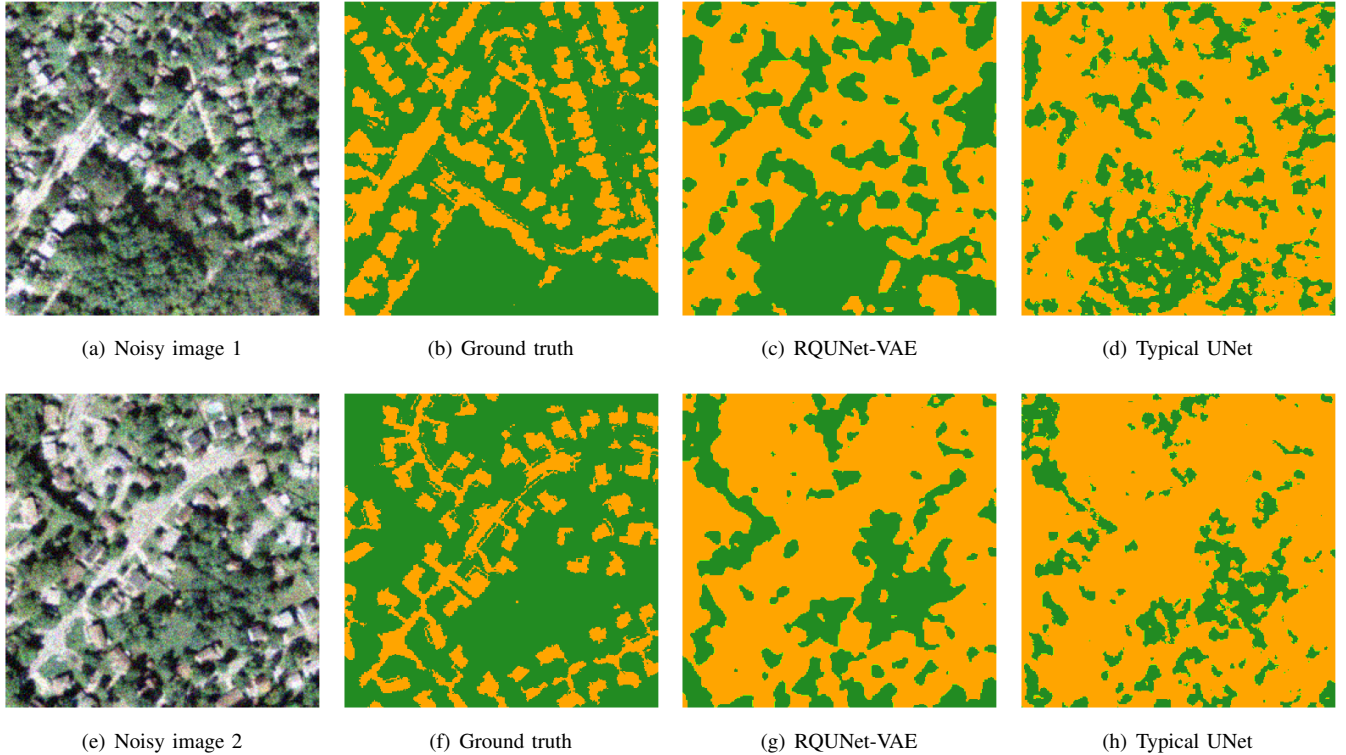 (a) Noisy image 1
(b) Ground truth
(c) RQUNet-VAE
(d) Typical UNet
(e) Noisy image 2
(f) Ground truth
(g) RQUNet-VAE
(h) Typical UNet